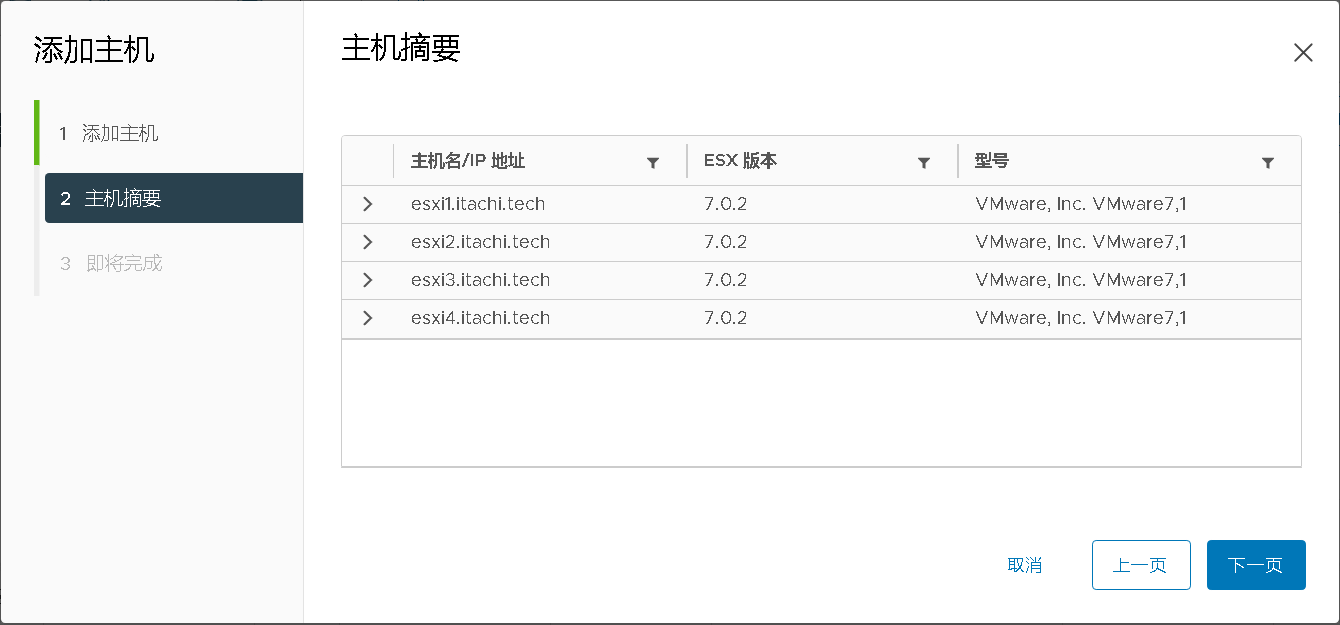 添加主机
1 添加主机
2 主机摘要
3 即将完成
主机摘要
主机名/IP 地址 ESX 版本 型号
esxi1.itachi.tech 7.0.2 VMware, Inc. VMware7,1
esxi2.itachi.tech 7.0.2 VMware, Inc. VMware7,1
esxi3.itachi.tech 7.0.2 VMware, Inc. VMware7,1
esxi4.itachi.tech 7.0.2 VMware, Inc. VMware7,1
取消 上一页 下一页